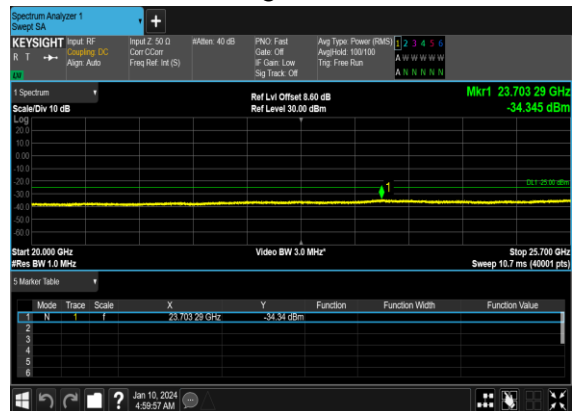 Spectrum Analyzer 1
Swept SA
+
KEYSIGHT Input: RF Input Z: 50 Ω #Atten: 40 dB PNO: Fast Avg Type: Power (RMS) 1 2 3 4 5 6
R T Coupling: DC Corr CCorr Gate: Off Avg|Hold: 100/100 A W W W W W
Align: Auto Freq Ref: Int (S) IF Gain: Low Trig: Free Run
LW Sig Track: Off A N N N N N
1 Spectrum Ref Lvl Offset 8.60 dB Mkr1 23.703 29 GHz
Scale/Div 10 dB Ref Level 30.00 dBm -34.345 dBm
Log
20.0
10.0
0.00
-10.0
-20.0 1 DL1 -25.00 dBm
-30.0
-40.0
-50.0
-60.0
Start 20.000 GHz Video BW 3.0 MHz* Stop 25.700 GHz
#Res BW 1.0 MHz Sweep 10.7 ms (40001 pts)
5 Marker Table
Mode Trace Scale X Y Function Function Width Function Value
1 N 1 f 23.703 29 GHz -34.34 dBm
2
3
4
5
6
? Jan 10, 2024
4:59:57 AM